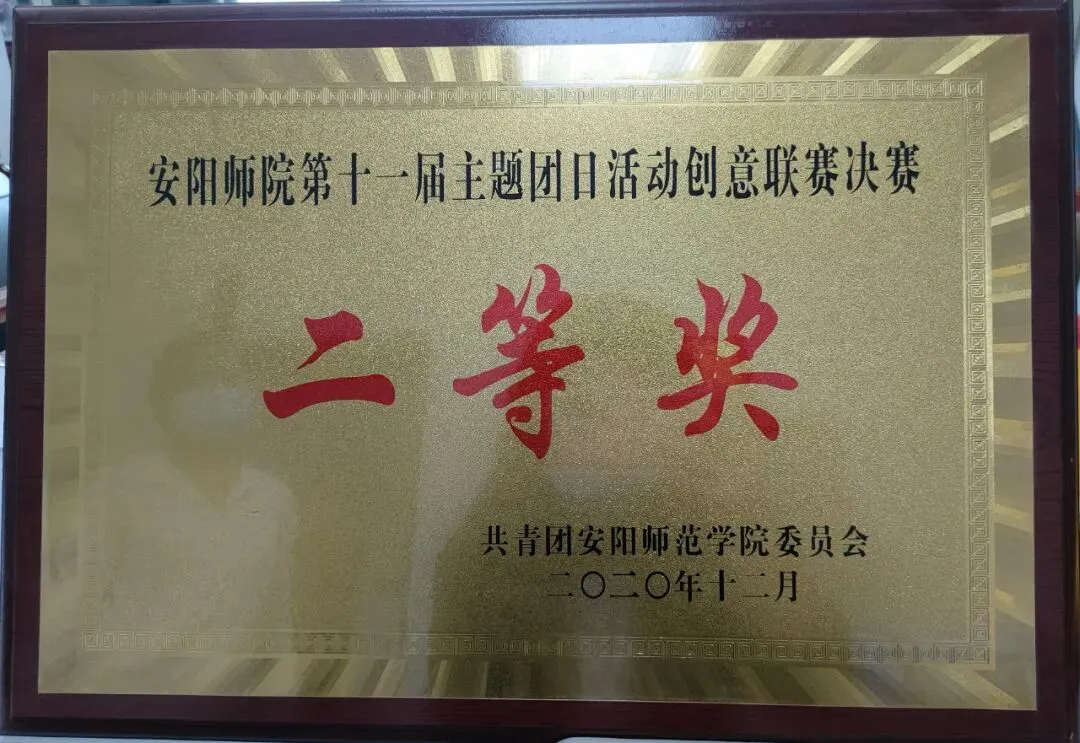 安阳师院第十一届主题团日活动创意联赛决赛
二等奖
共青团安阳师范学院委员会
二〇二〇年十二月